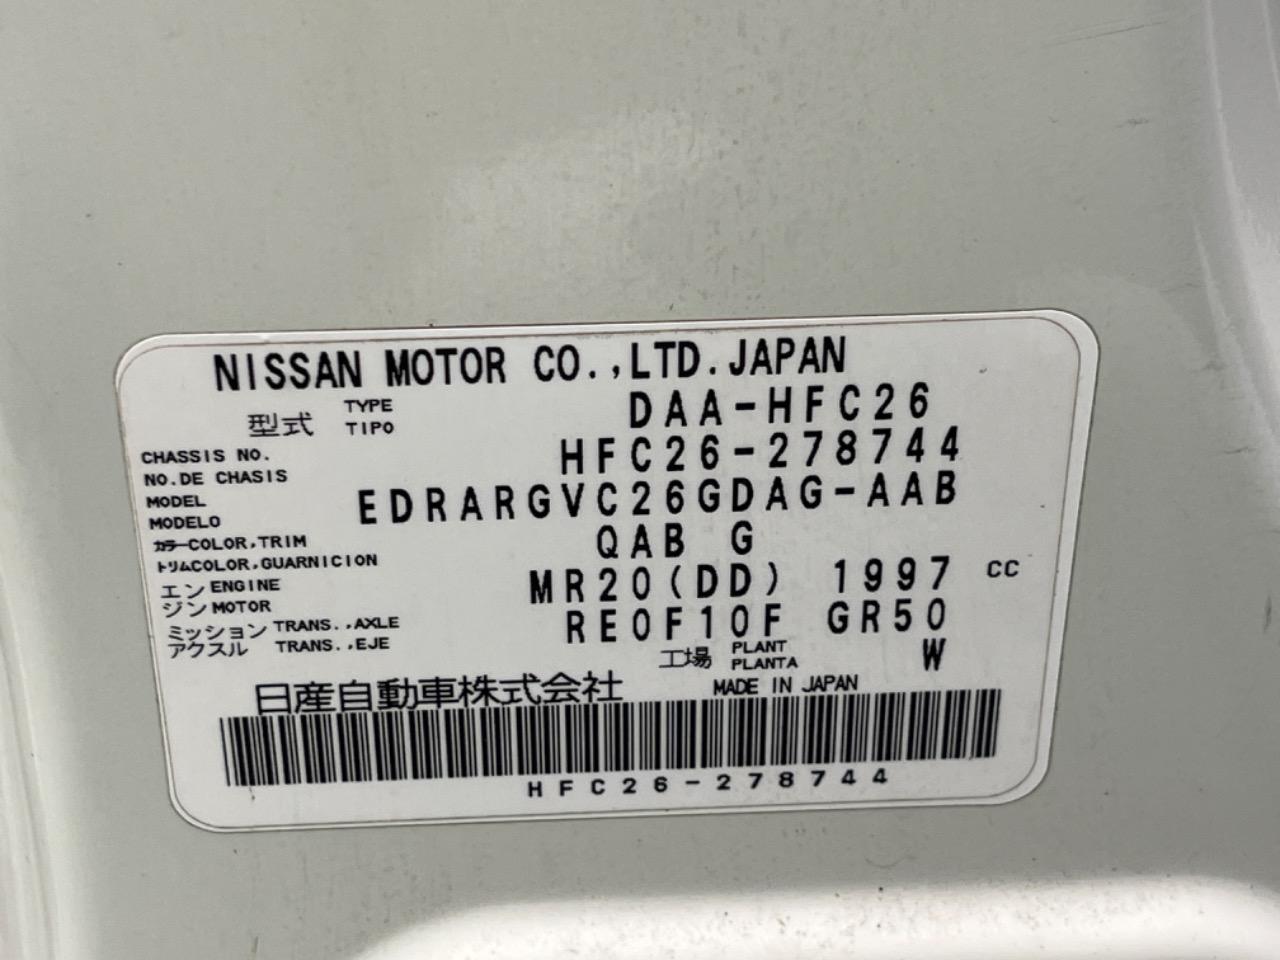 NISSAN MOTOR CO.,LTD.JAPAN
型式 TYPE TIPO DAA-HFC26
CHASSIS NO. NO.DE CHASIS HFC26-278744
MODEL MODELO EDRARGVC26GDAG-AAB
カラーCOLOR,TRIM トリムCOLOR,GUARNICION QAB G
エンジン ENGINE MOTOR MR20(DD) 1997 CC
ミッション アクスル TRANS.,AXLE TRANS.,EJE RE0F10F GR50
工場 PLANT PLANTA W
日産自動車株式会社 MADE IN JAPAN
HFC26-278744